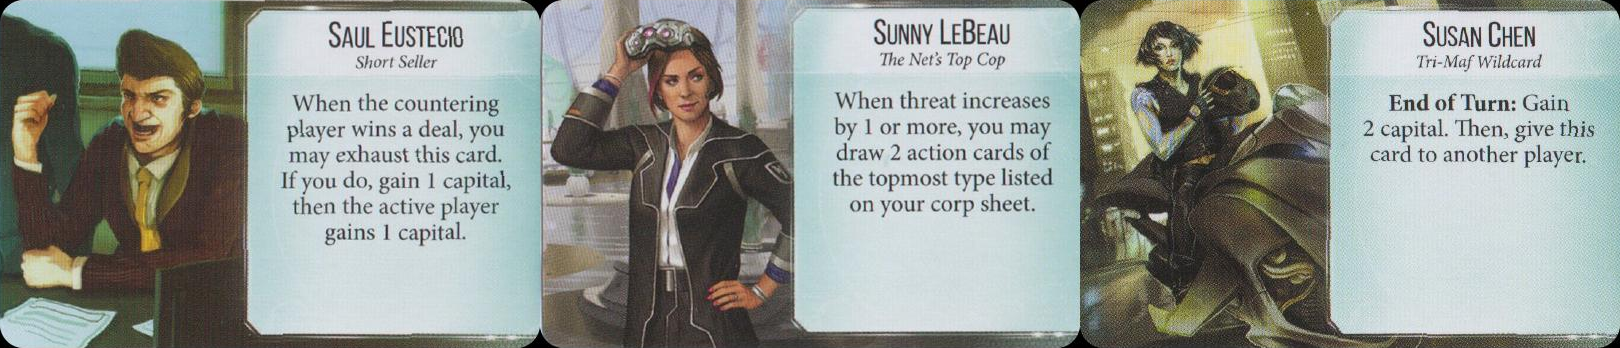 Saul Eustecio
Short Seller
When the countering
player wins a deal, you
may exhaust this card.
If you do, gain 1 capital,
then the active player
gains 1 capital.
Sunny LeBeau
The Net's Top Cop
When threat increases
by 1 or more, you may
draw 2 action cards of
the topmost type listed
on your corp sheet.
Susan Chen
Tri-Maf Wildcard
End of Turn: Gain
2 capital. Then, give this
card to another player.